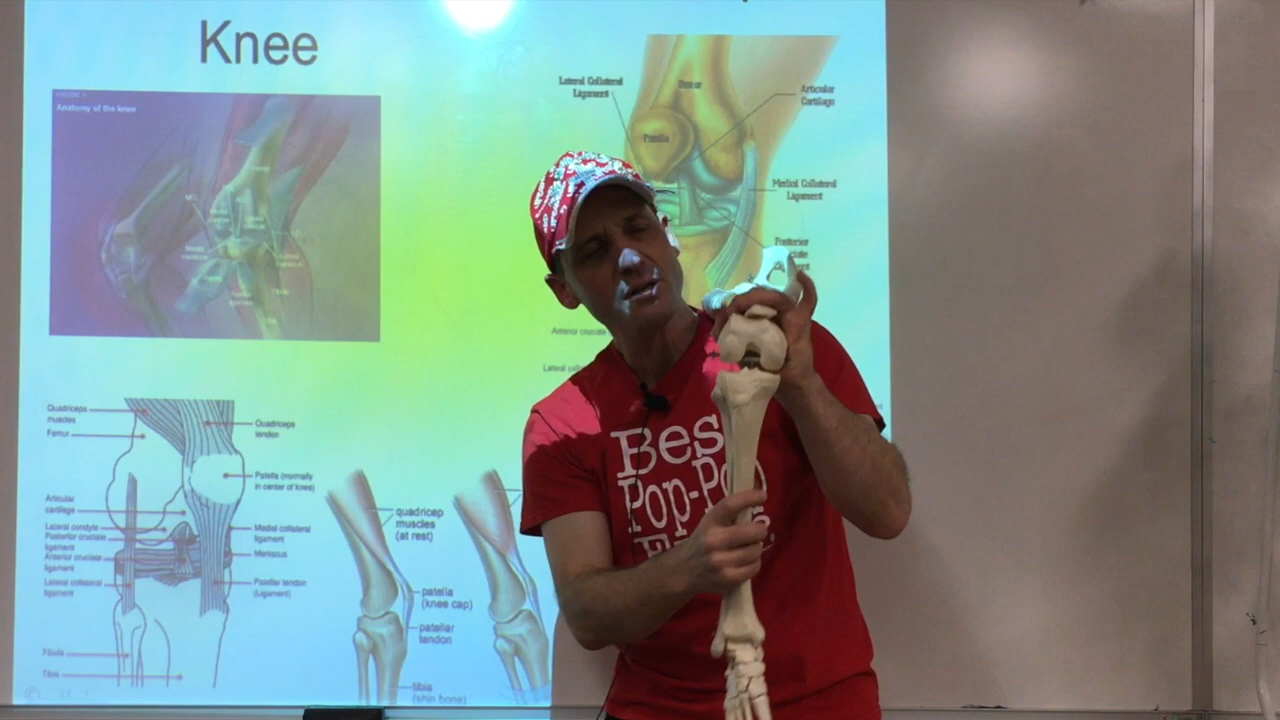 Knee
Anatomy of the knee
Lateral Collateral
Ligament
Femur
Articular
Cartilage
Patella
Medial Collateral
Ligament
Posterior
Anterior cruciate
Quadriceps
muscles
Femur
Articular
cartilage
Lateral condyle
Posterior cruciate
ligament
Anterior cruciate
ligament
Lateral collateral
ligament
Fibula
Tibia
Quadriceps
tendon
Patella (normally
in center of knee)
Medial collateral
ligament
Meniscus
Patellar tendon
(Ligament)
quadricep
muscles
(at rest)
patella
(knee cap)
patellar
tendon
tibia
(shin bone)
Bes
Pop-Po